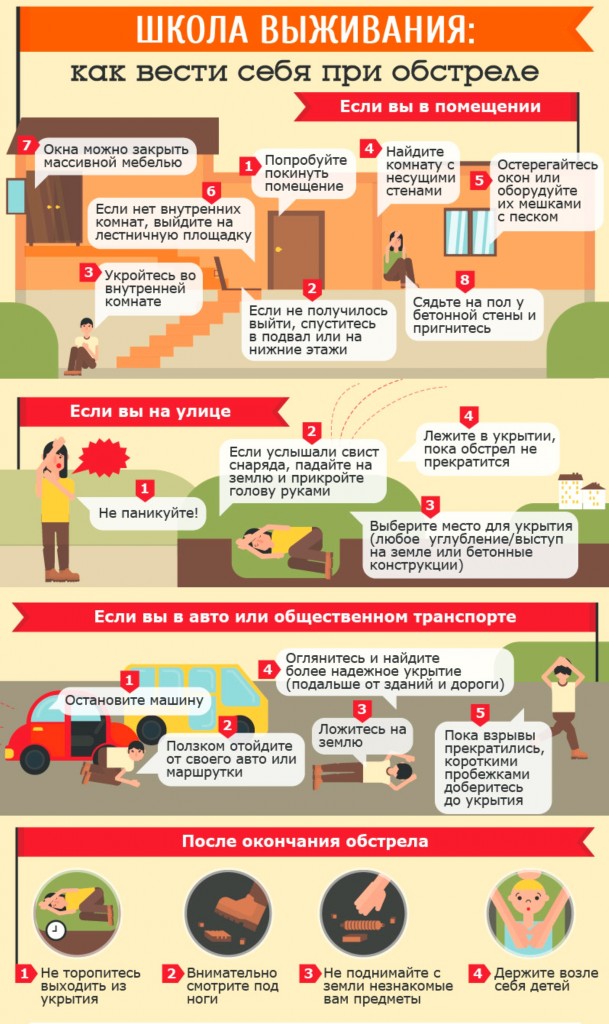 ШКОЛА ВЫЖИВАНИЯ:
как вести себя при обстреле
Если вы в помещении
1
Попробуйте
покинуть
помещение
2
Если не получилось
выйти, спуститесь
в подвал или на
нижние этажи
3
Укройтесь во
внутренней
комнате
4
Найдите
комнату с
несущими
стенами
5
Остерегайтесь
окон или
оборудуйте
их мешками
с песком
6
Если нет внутренних
комнат, выйдите на
лестничную площадку
7
Окна можно закрыть
массивной мебелью
8
Сядьте на пол у
бетонной стены и
пригнитесь
Если вы на улице
1
Не паникуйте!
2
Если услышали свист
снаряда, падайте на
землю и прикройте
голову руками
3
Выберите место для укрытия
(любое углубление/выступ
на земле или бетонные
конструкции)
4
Лежите в укрытии,
пока обстрел не
прекратится
Если вы в авто или общественном транспорте
1
Остановите машину
2
Ползком отойдите
от своего авто или
маршрутки
3
Ложитесь на
землю
4
Оглянитесь и найдите
более надежное укрытие
(подальше от зданий и дороги)
5
Пока взрывы
прекратились,
короткими
пробежками
доберитесь
до укрытия
После окончания обстрела
1
Не торопитесь
выходить из
укрытия
2
Внимательно
смотрите под
ноги
3
Не поднимайте с
земли незнакомые
вам предметы
4
Держите возле
себя детей